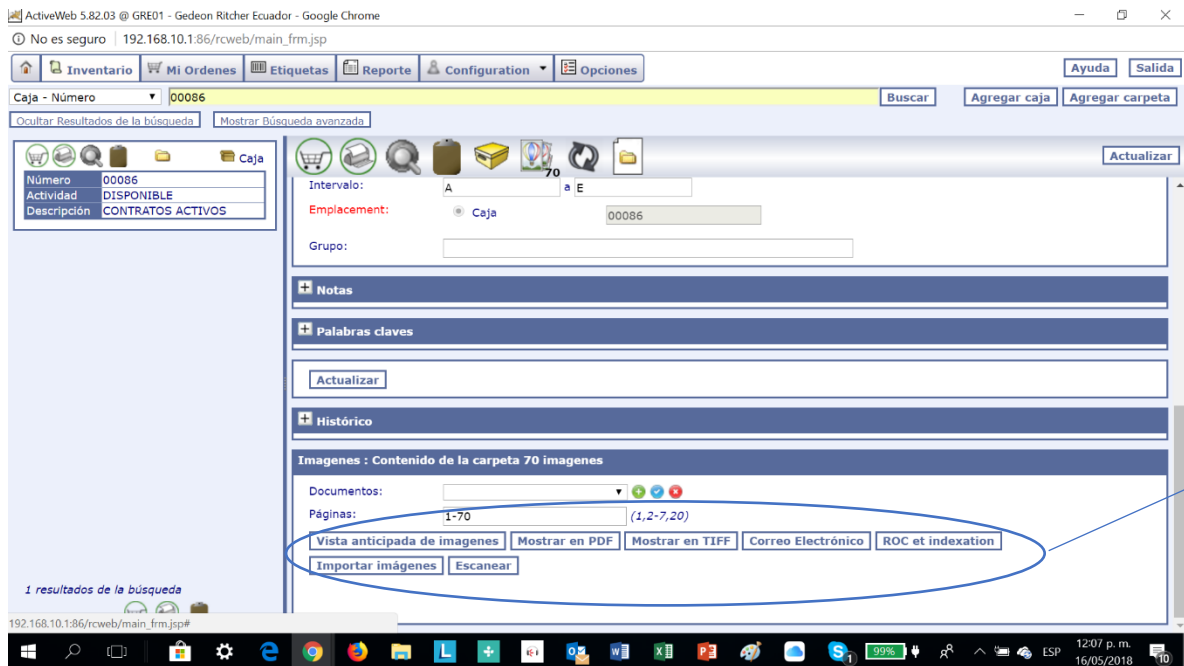 ActiveWeb 5.82.03 @ GRE01 - Gedeon Ritcher Ecuador - Google Chrome
No es seguro 192.168.10.1:86/rcweb/main_frm.jsp
Inventario Mi Ordenes Etiquetas Reporte Configuration Opciones Ayuda Salida
Caja - Número 00086 Buscar Agregar caja Agregar carpeta
Ocultar Resultados de la búsqueda Mostrar Búsqueda avanzada
Caja
Número 00086
Actividad DISPONIBLE
Descripción CONTRATOS ACTIVOS
70
Actualizar
Intervalo: A a E
Emplacement: Caja 00086
Grupo:
Notas
Palabras claves
Actualizar
Histórico
Imagenes : Contenido de la carpeta 70 imagenes
Documentos:
Páginas: 1-70 (1,2-7,20)
Vista anticipada de imagenes Mostrar en PDF Mostrar en TIFF Correo Electrónico ROC et indexation
Importar imágenes Escanear
1 resultados de la búsqueda
192.168.10.1:86/rcweb/main_frm.jsp#
99% ESP 12:07 p. m.
16/05/2018